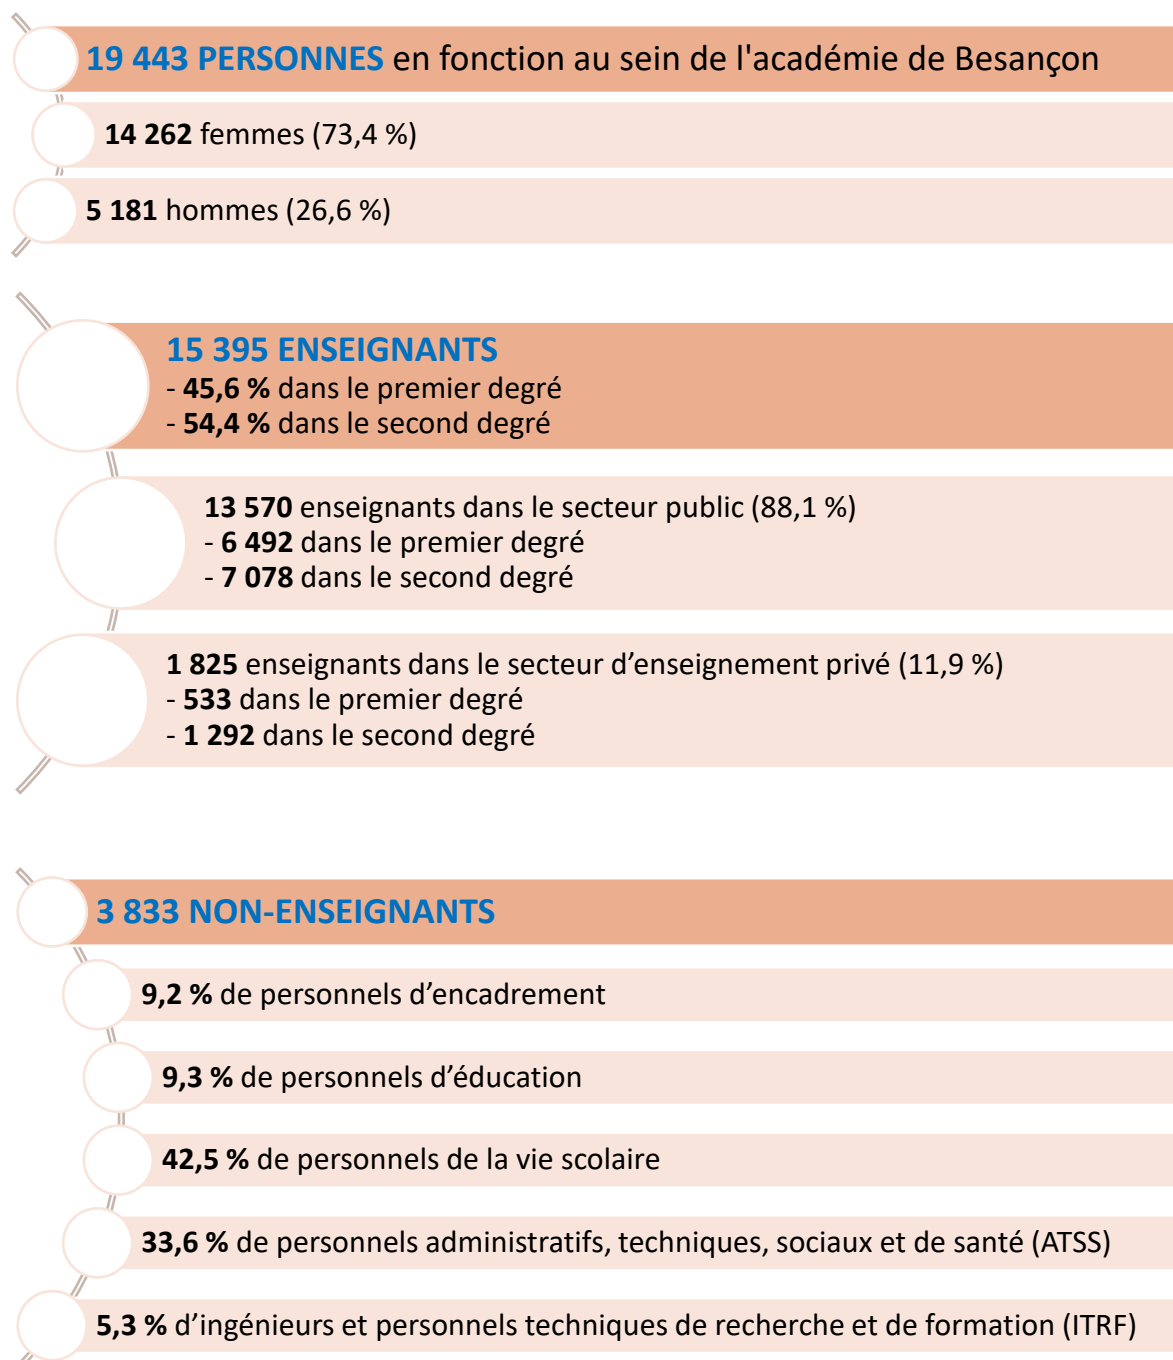 19 443 PERSONNES en fonction au sein de l'académie de Besançon
14 262 femmes (73,4 %)
5 181 hommes (26,6 %)
15 395 ENSEIGNANTS
- 45,6 % dans le premier degré
- 54,4 % dans le second degré
13 570 enseignants dans le secteur public (88,1 %)
- 6 492 dans le premier degré
- 7 078 dans le second degré
1 825 enseignants dans le secteur d’enseignement privé (11,9 %)
- 533 dans le premier degré
- 1 292 dans le second degré
3 833 NON-ENSEIGNANTS
9,2 % de personnels d’encadrement
9,3 % de personnels d’éducation
42,5 % de personnels de la vie scolaire
33,6 % de personnels administratifs, techniques, sociaux et de santé (ATSS)
5,3 % d’ingénieurs et personnels techniques de recherche et de formation (ITRF)